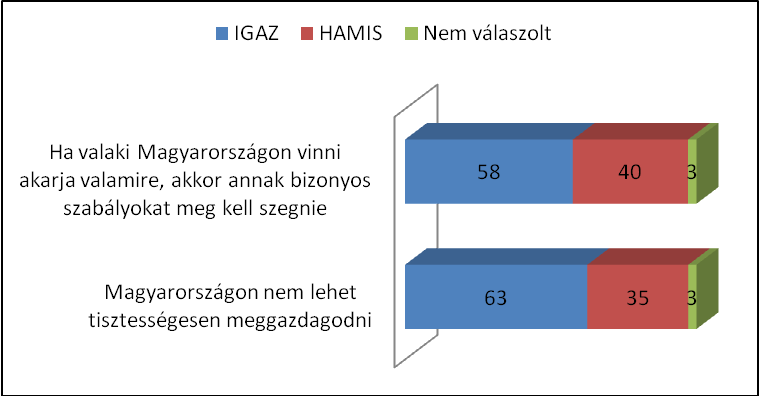 IGAZ HAMIS Nem válaszolt
Ha valaki Magyarországon vinni
akarja valamire, akkor annak bizonyos
szabályokat meg kell szegnie
58 40 3
Magyarországon nem lehet
tisztességesen meggazdagodni
63 35 3